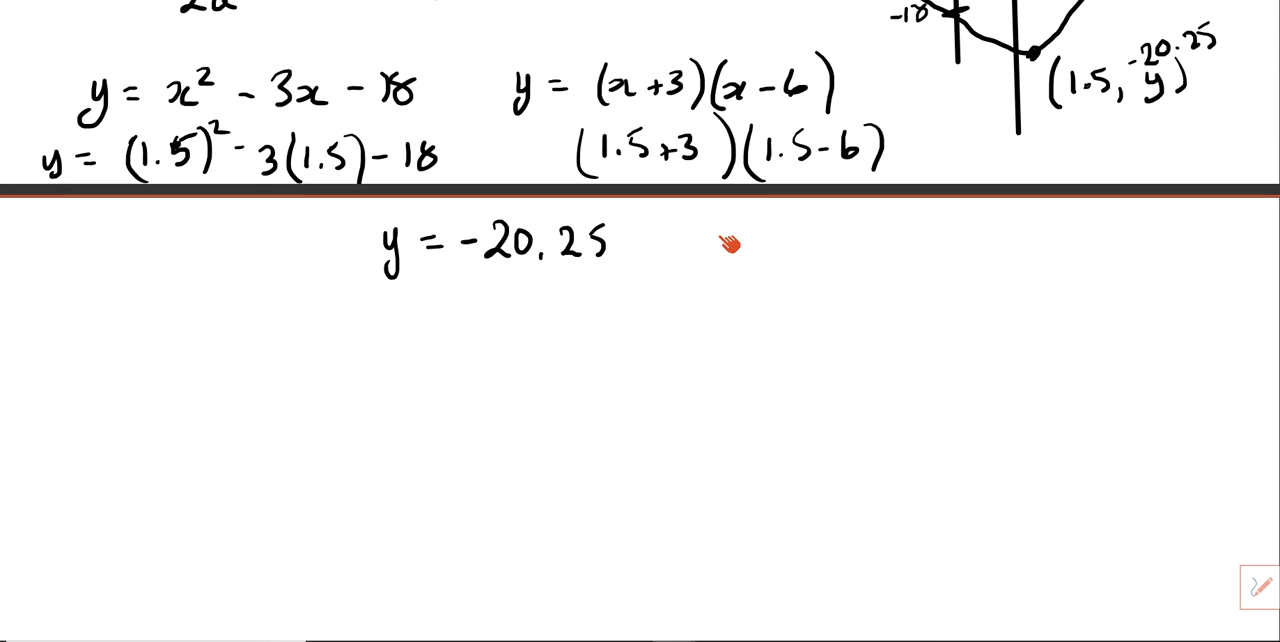 2a
-18
y = x² - 3x - 18
y = (x+3)(x-6)
(1.5, y)
-20.25
y = (1.5)² - 3(1.5) - 18
(1.5+3)(1.5-6)
y = -20.25